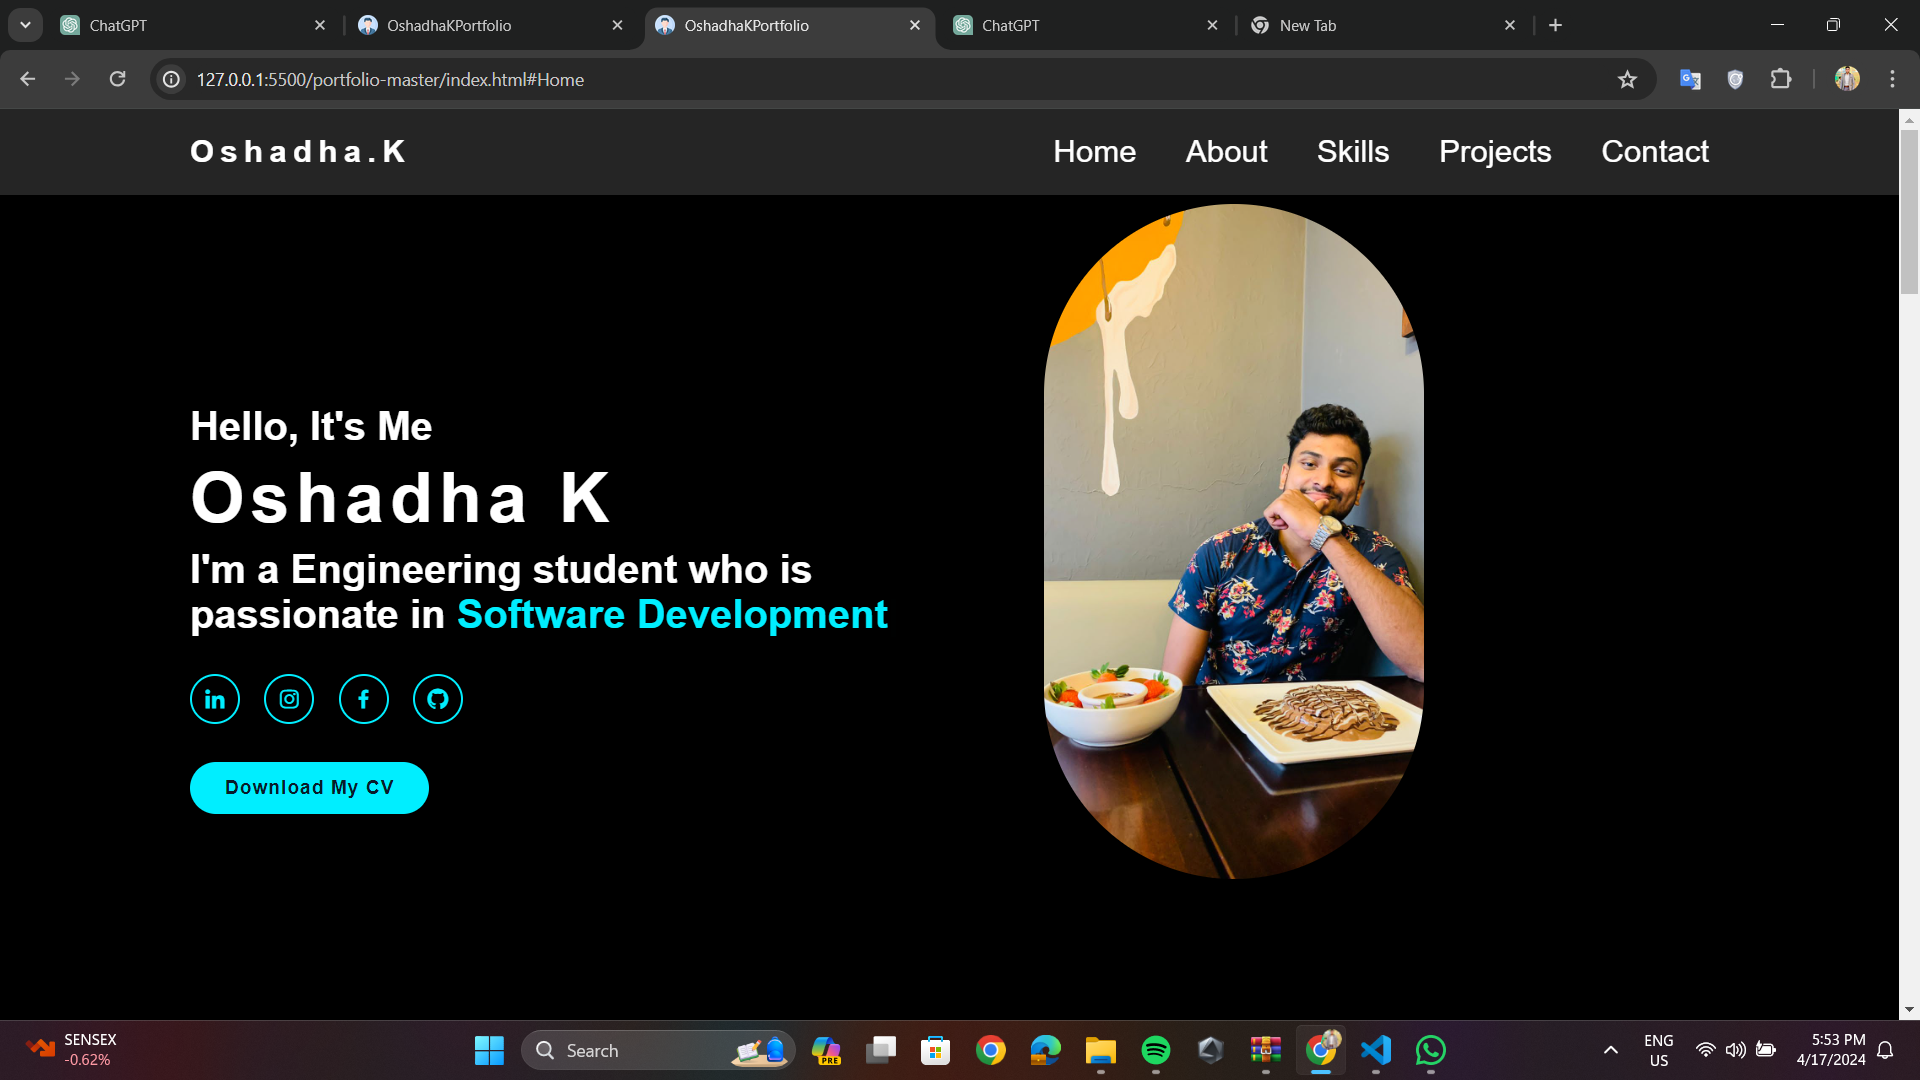 ChatGPT
OshadhaKPortfolio
OshadhaKPortfolio
ChatGPT
New Tab
127.0.0.1:5500/portfolio-master/index.html#Home
Oshadha.K
Home
About
Skills
Projects
Contact
Hello, It's Me
Oshadha K
I'm a Engineering student who is
passionate in Software Development
in
f
Download My CV
SENSEX
-0.62%
Search
PRE
ENG
US
5:53 PM
4/17/2024